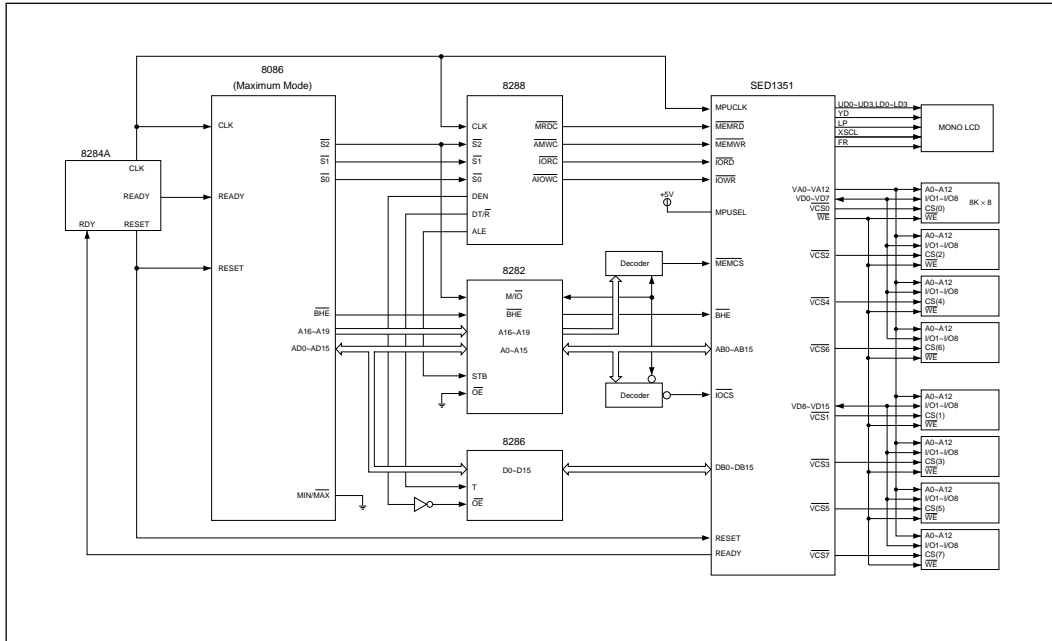 8086
(Maximum Mode)
CLK
S2
S1
S0
READY
RESET
BHE
A16~A19
AD0~AD15
MIN/MAX
8284A
CLK
READY
RDY
RESET
8288
CLK
MRDC
S2
AMWC
S1
IORC
S0
AIOWC
DEN
DT/R
ALE
8282
M/IO
BHE
A16~A19
A0~A15
STB
OE
8286
D0~D15
T
OE
Decoder
Decoder
+5V
SED1351
MPUCLK
MEMRD
MEMWR
IORD
IOWR
MPUSEL
MEMCS
BHE
AB0~AB15
IOCS
DB0~DB15
RESET
READY
UD0~UD3,LD0~LD3
YD
LP
XSCL
FR
MONO LCD
VA0~VA12
VD0~VD7
VCS0
WE
VCS2
VCS4
VCS6
VD8~VD15
VCS1
VCS3
VCS5
VCS7
A0~A12
I/O1~I/O8
8K × 8
CS(0)
WE
A0~A12
I/O1~I/O8
CS(2)
WE
A0~A12
I/O1~I/O8
CS(4)
WE
A0~A12
I/O1~I/O8
CS(6)
WE
A0~A12
I/O1~I/O8
CS(1)
WE
A0~A12
I/O1~I/O8
CS(3)
WE
A0~A12
I/O1~I/O8
CS(5)
WE
A0~A12
I/O1~I/O8
CS(7)
WE